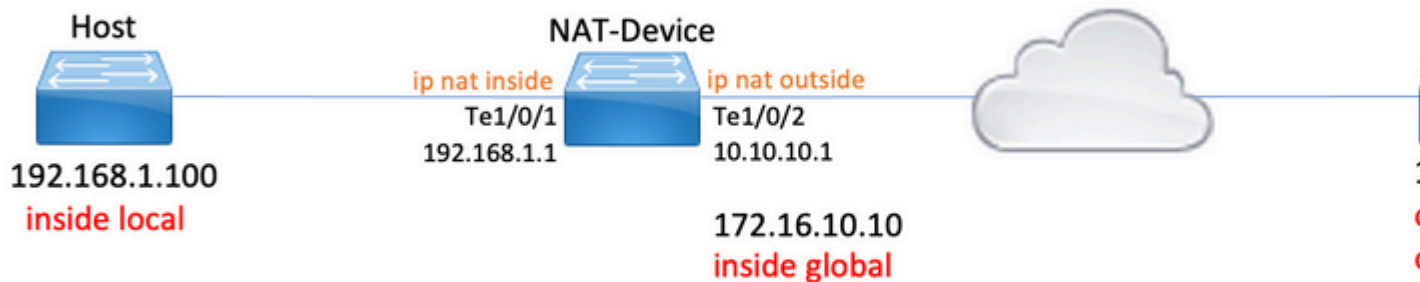 Host
NAT-Device
ip nat inside
ip nat outside
Te1/0/1
Te1/0/2
192.168.1.1
10.10.10.1
192.168.1.100
inside local
172.16.10.10
inside global